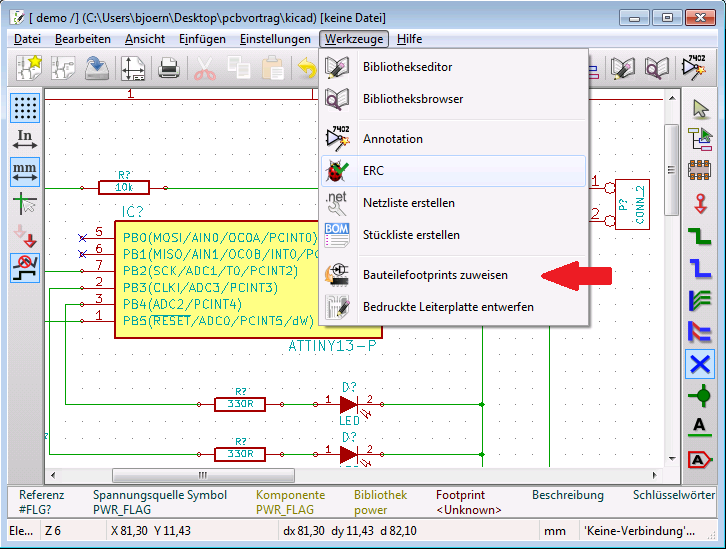 [ demo /] (C:\Users\bjoern\Desktop\pcbvortrag\kicad) [keine Datei]
Datei Bearbeiten Ansicht Einfügen Einstellungen Werkzeuge Hilfe
Bibliothekseditor
Bibliotheksbrowser
7402
Annotation
ERC
.net
Netzliste erstellen
BOM
Stückliste erstellen
Bauteilefootprints zuweisen
Bedruckte Leiterplatte entwerfen
7402
In
mm
1
R?
10k
IC?
5 PB0(MOSI/AIN0/OC0A/PCINT0)
6 PB1(MISO/AIN1/OC0B/INT0/PC
7 PB2(SCK/ADC1/T0/PCINT2)
2 PB3(CLKI/ADC3/PCINT3)
3 PB4(ADC2/PCINT4)
1 PB5(RESET/ADC0/PCINT5/dW)
ATTINY13-P
1
2
P?
CONN_2
R?
330R
D?
1 2
LED
R?
330R
D?
1 2
LED
A
A
Referenz Spannungsquelle Symbol Komponente Bibliothek Footprint Beschreibung Schlüsselwörter
#FLG? PWR_FLAG PWR_FLAG power <Unknown>
Ele... Z 6 X 81,30 Y 11,43 dx 81,30 dy 11,43 d 82,10 mm 'Keine-Verbindung'...